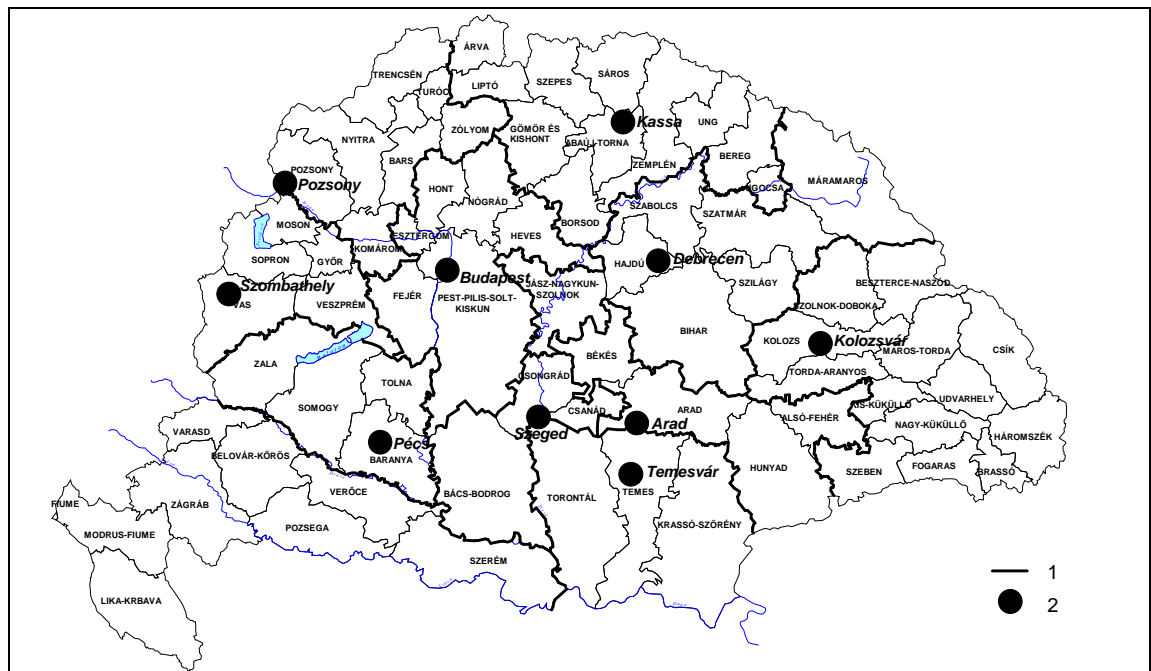 ÁRVA
TRENCSÉN
SZEPES
SÁROS
TURÓC
LIPTÓ
Kassa
UNG
ZÓLYOM
GÖMÖR ÉS
KISHONT
NYITRA
ABAÚJ-TORNA
BARS
BEREG
ZEMPLÉN
POZSONY
Pozsony
HONT
UGOCSA
MÁRAMAROS
NÓGRÁD
SZABOLCS
SZATMÁR
MOSON
BORSOD
ESZTERGOM
HEVES
KOMÁROM
SOPRON
GYŐR
HAJDÚ
Debrecen
Budapest
JÁSZ-NAGYKUN-
SZOLNOK
SZILÁGY
BESZTERCE-NASZÓD
Szombathely
VAS
VESZPRÉM
FEJÉR
PEST-PILIS-SOLT-
KISKUN
SZOLNOK-DOBOKA
BIHAR
KOLOZS
Kolozsvár
MAROS-TORDA
CSÍK
BÉKÉS
ZALA
TORDA-ARANYOS
CSONGRÁD
TOLNA
UDVARHELY
SOMOGY
CSANÁD
ARAD
ALSÓ-FEHÉR
KIS-KÜKÜLLŐ
NAGY-KÜKÜLLŐ
Szeged
Arad
VARASD
HÁROMSZÉK
Pécs
BARANYA
BELOVÁR-KŐRÖS
HUNYAD
SZEBEN
FOGARAS
BRASSÓ
Temesvár
TEMES
VERŐCE
BÁCS-BODROG
TORONTÁL
FIUME
ZÁGRÁB
POZSEGA
KRASSÓ-SZÖRÉNY
MODRUS-FIUME
SZERÉM
1
LIKA-KRBAVA
2